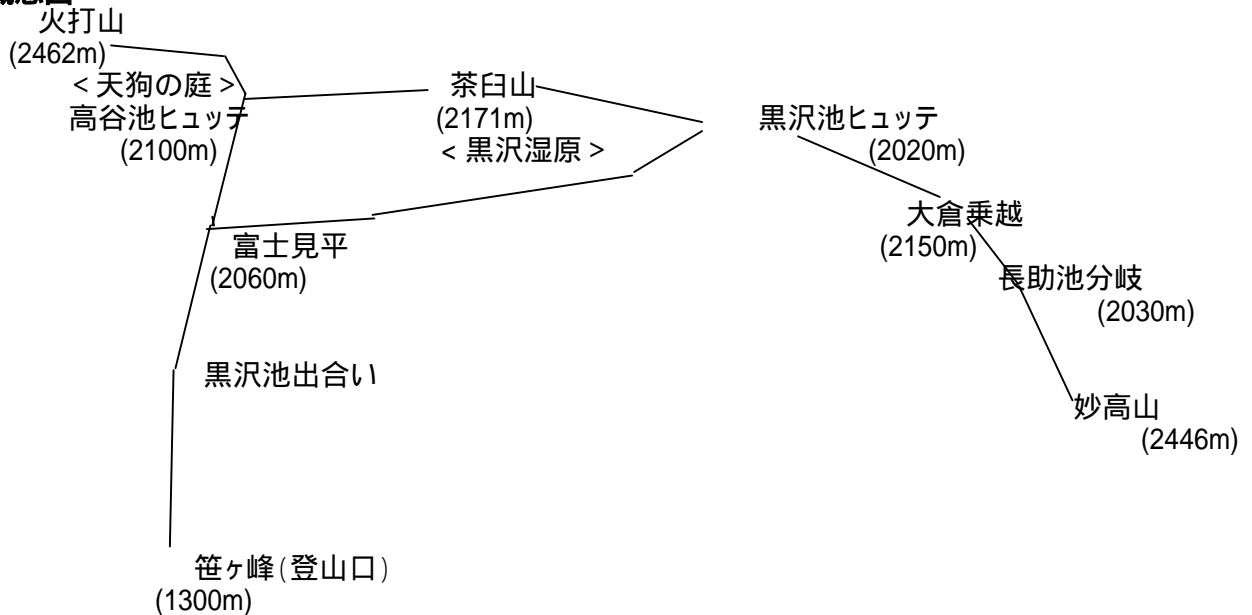 火打山
(2462m)
<天狗の庭>
高谷池ヒュッテ
(2100m)
茶臼山
(2171m)
<黒沢湿原>
黒沢池ヒュッテ
(2020m)
大倉乗越
(2150m)
長助池分岐
(2030m)
富士見平
(2060m)
黒沢池出合い
妙高山
(2446m)
笹ヶ峰(登山口)
(1300m)